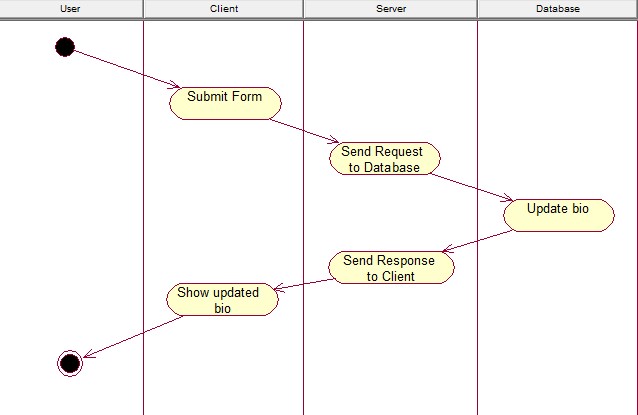 User
Client
Server
Database
Submit Form
Send Request
to Database
Update bio
Send Response
to Client
Show updated
bio